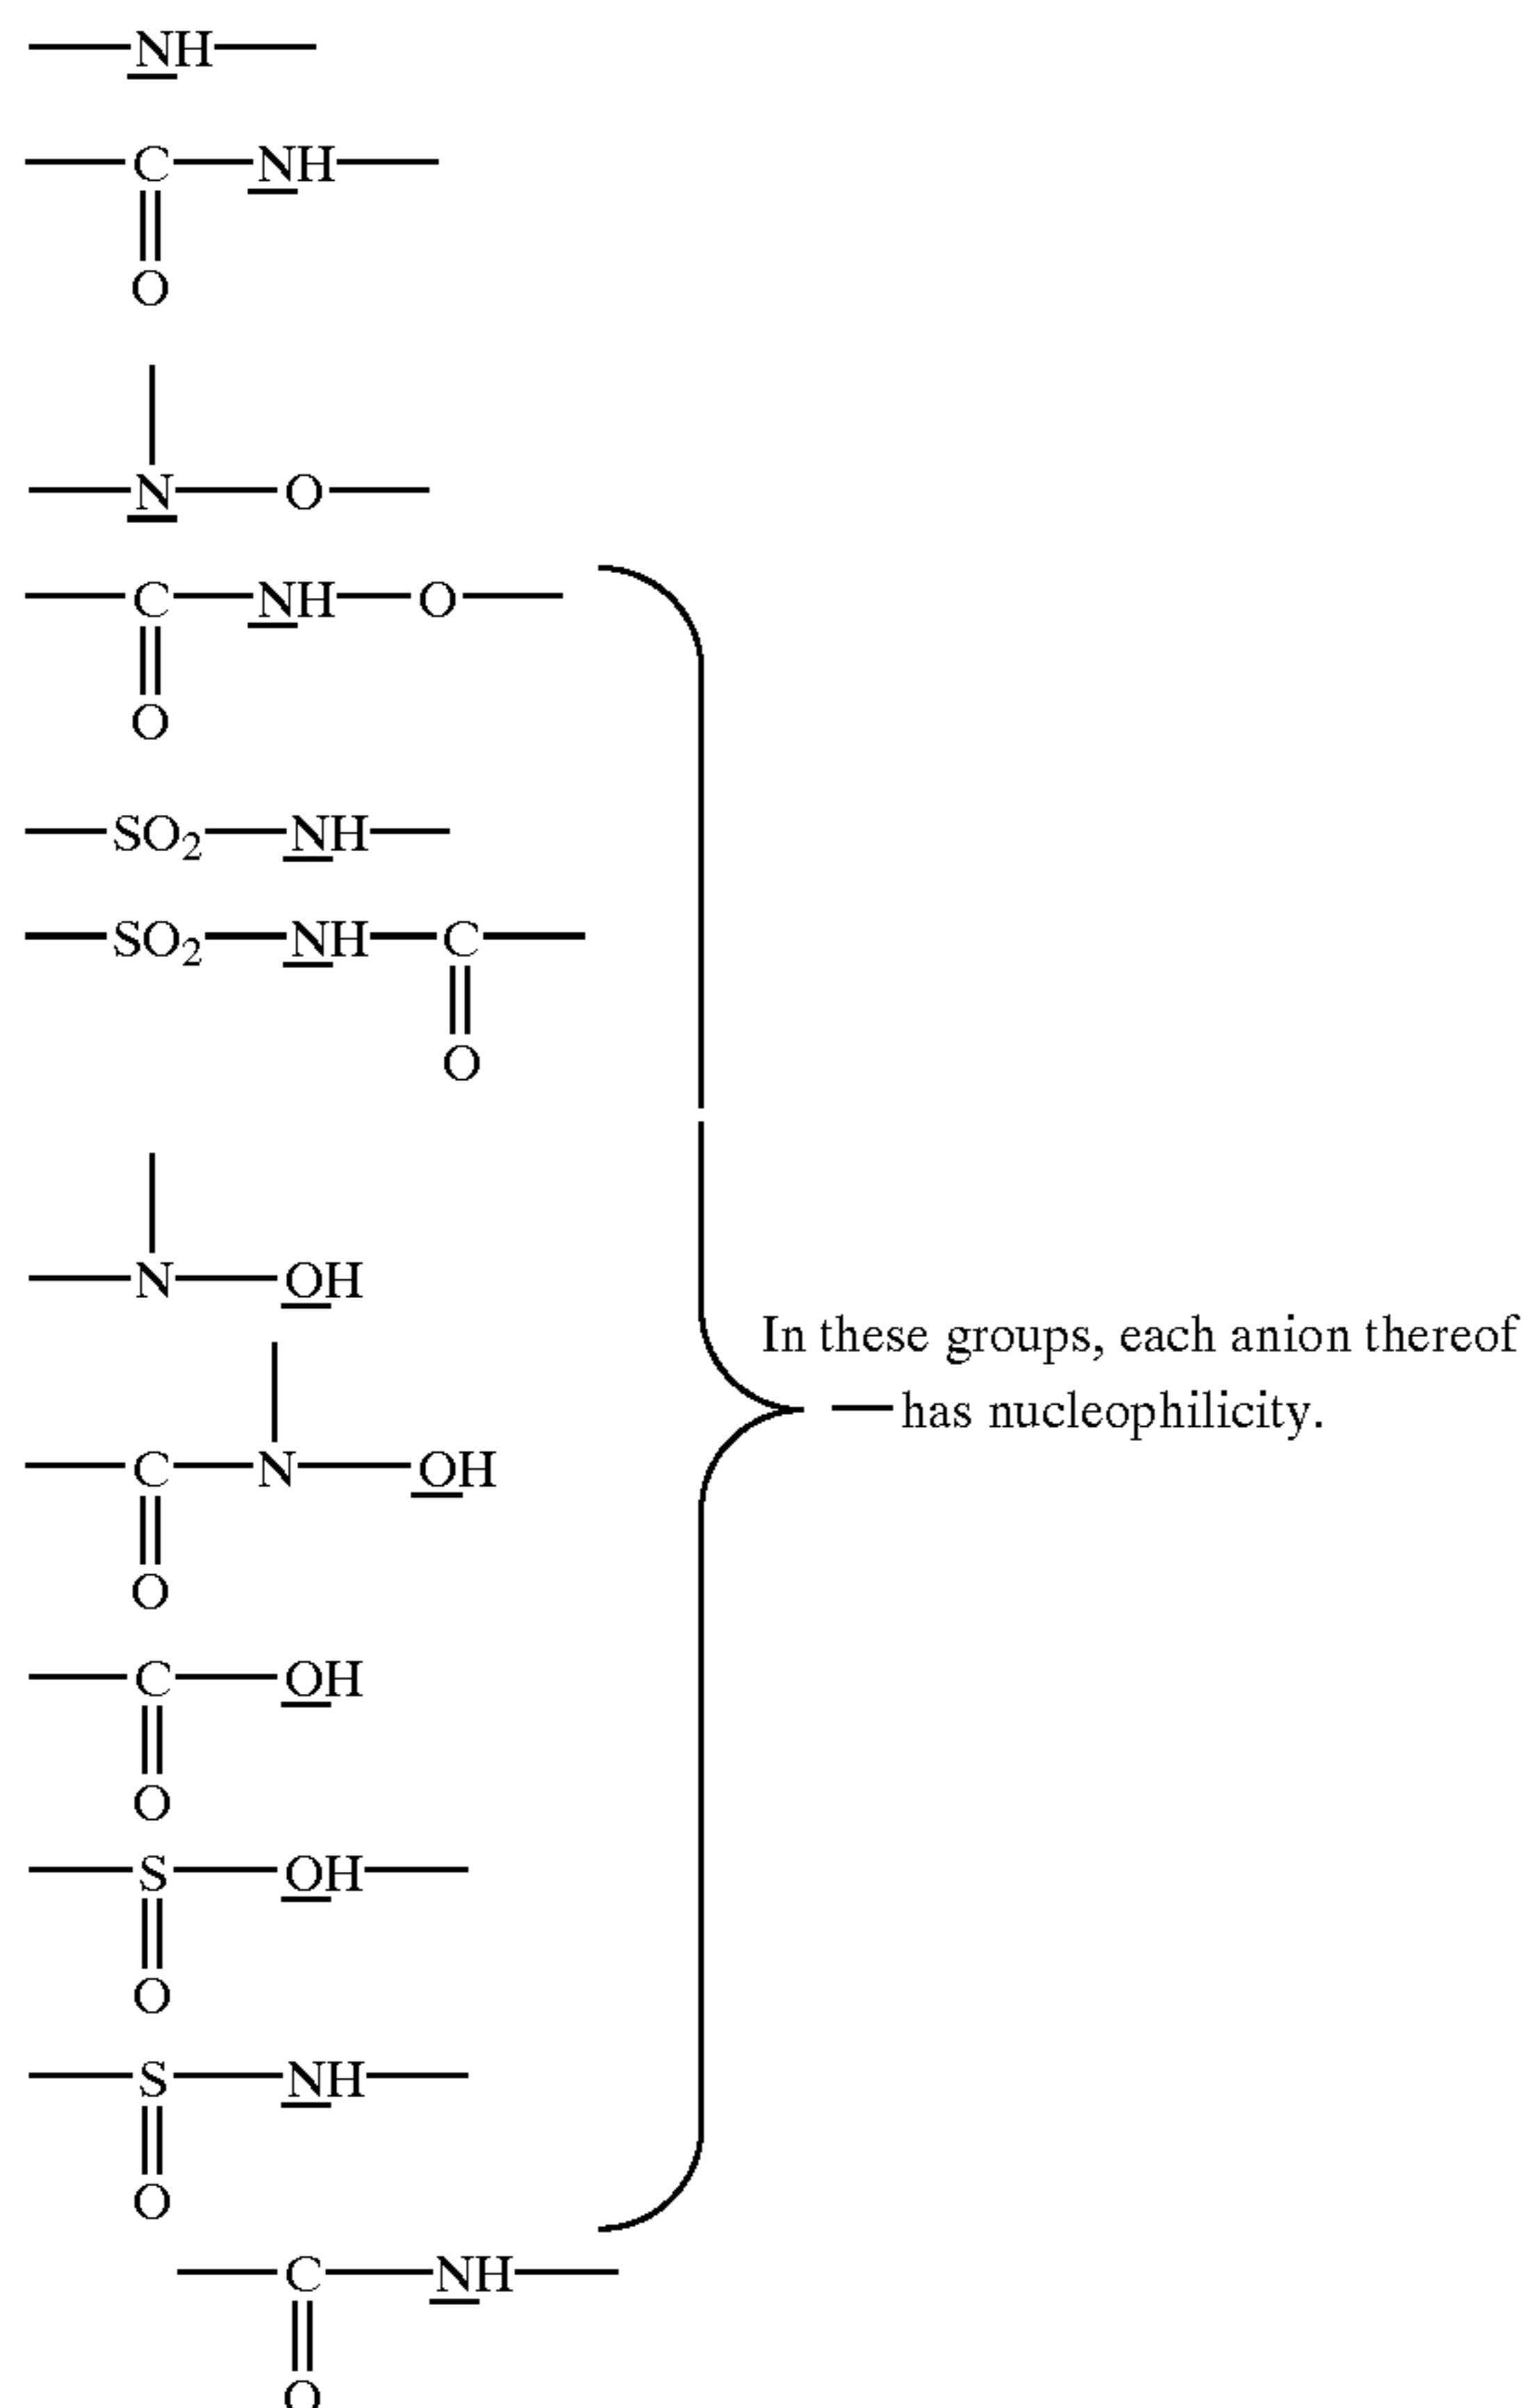 NH
C NH
O
N O
C NH O
O
SO2 NH
SO2 NH C
O
N OH
In these groups, each anion thereof
has nucleophilicity.
C N OH
O
C OH
O
S OH
O
S NH
O
C NH
O